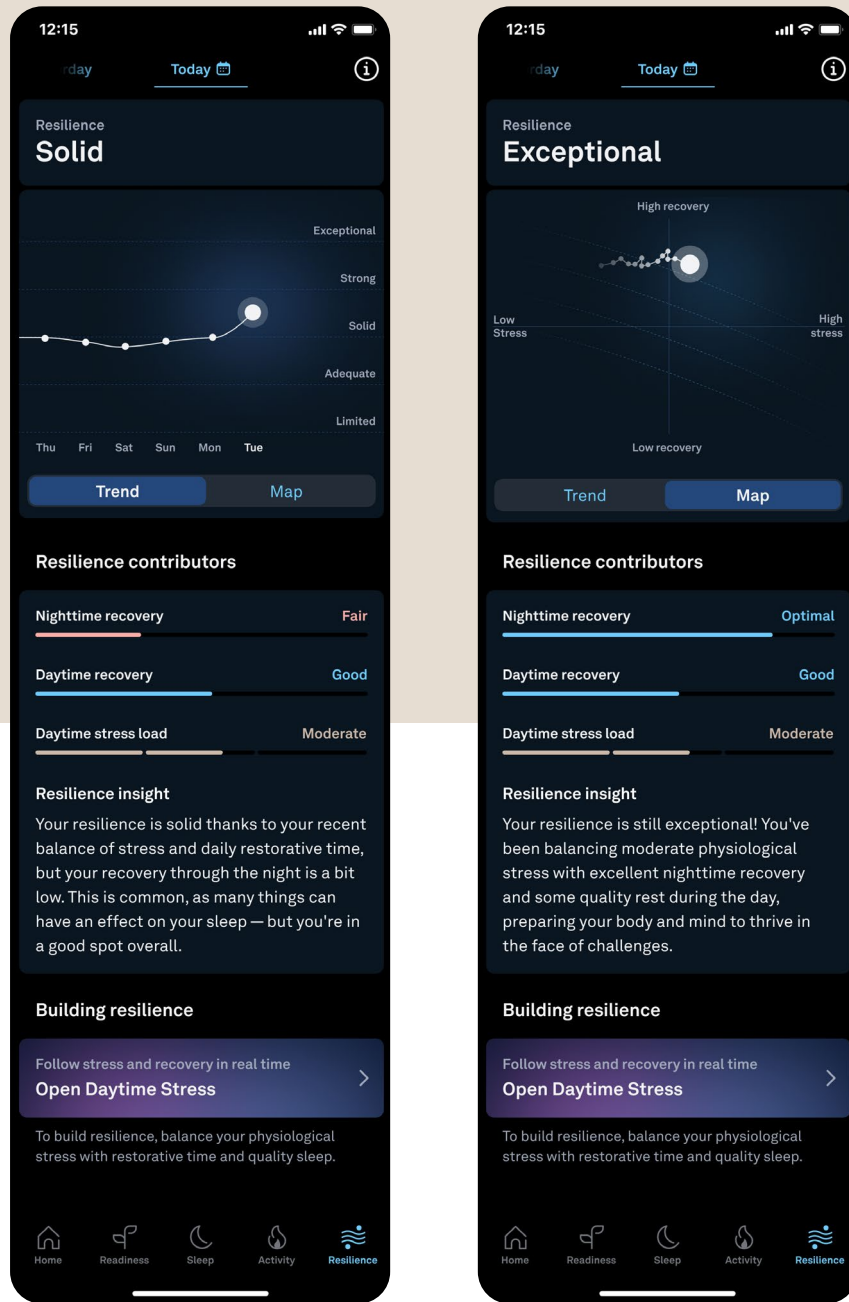 12:15
rday
Today
Resilience
Solid
Exceptional
Strong
Solid
Adequate
Limited
Thu Fri Sat Sun Mon Tue
Trend Map
Resilience contributors
Nighttime recovery Fair
Daytime recovery Good
Daytime stress load Moderate
Resilience insight
Your resilience is solid thanks to your recent
balance of stress and daily restorative time,
but your recovery through the night is a bit
low. This is common, as many things can
have an effect on your sleep — but you're in
a good spot overall.
Building resilience
Follow stress and recovery in real time
Open Daytime Stress
To build resilience, balance your physiological
stress with restorative time and quality sleep.
Home Readiness Sleep Activity Resilience
12:15
rday
Today
Resilience
Exceptional
High recovery
Low
Stress
High
stress
Low recovery
Trend Map
Resilience contributors
Nighttime recovery Optimal
Daytime recovery Good
Daytime stress load Moderate
Resilience insight
Your resilience is still exceptional! You've
been balancing moderate physiological
stress with excellent nighttime recovery
and some quality rest during the day,
preparing your body and mind to thrive in
the face of challenges.
Building resilience
Follow stress and recovery in real time
Open Daytime Stress
To build resilience, balance your physiological
stress with restorative time and quality sleep.
Home Readiness Sleep Activity Resilience